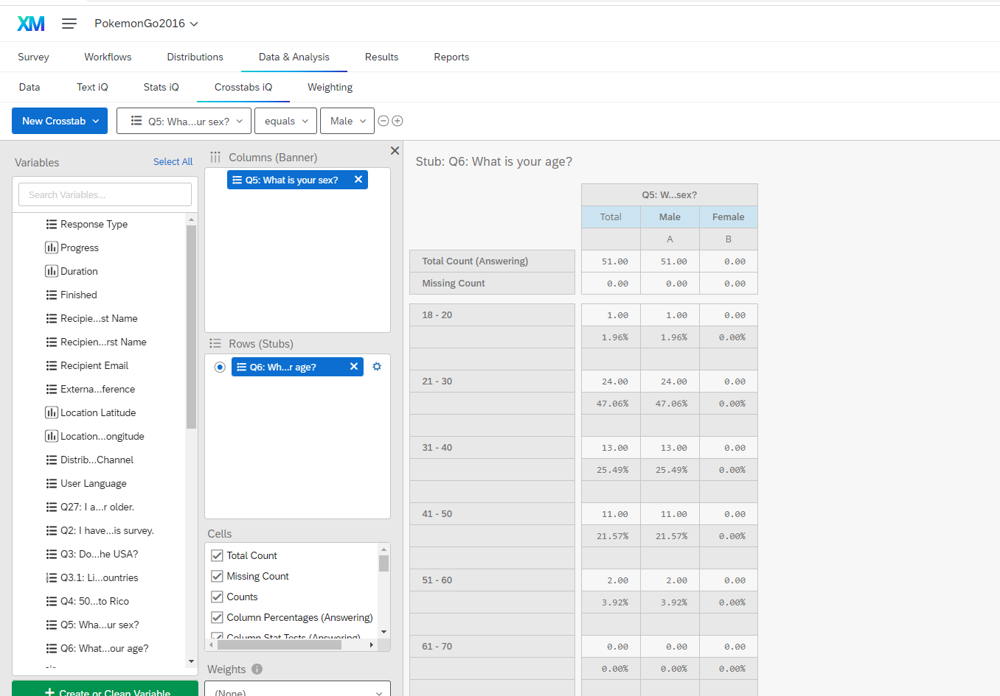 XM PokemonGo2016
Survey Workflows Distributions Data & Analysis Results Reports
Data Text iQ Stats iQ Crosstabs iQ Weighting
New Crosstab Q5: Wha...ur sex? equals Male
Variables Select All
Search Variables...
Response Type
Progress
Duration
Finished
Recipie...st Name
Recipien...rst Name
Recipient Email
Externa...ference
Location Latitude
Location...ongitude
Distrib...Channel
User Language
Q27: I a...r older.
Q2: I have...is survey.
Q3: Do...he USA?
Q3.1: Li...ountries
Q4: 50...to Rico
Q5: Wha...ur sex?
Q6: What...our age?
+ Create or Clean Variable
Columns (Banner)
Q5: What is your sex?
Rows (Stubs)
Q6: Wh...r age?
Cells
Total Count
Missing Count
Counts
Column Percentages (Answering)
Column Stat Tests (Answering)
Weights
(None)
Stub: Q6: What is your age?
Q5: W...sex?
Total Male Female
A B
Total Count (Answering) 51.00 51.00 0.00
Missing Count 0.00 0.00 0.00
18 - 20 1.00 1.00 0.00
1.96% 1.96% 0.00%
21 - 30 24.00 24.00 0.00
47.06% 47.06% 0.00%
31 - 40 13.00 13.00 0.00
25.49% 25.49% 0.00%
41 - 50 11.00 11.00 0.00
21.57% 21.57% 0.00%
51 - 60 2.00 2.00 0.00
3.92% 3.92% 0.00%
61 - 70 0.00 0.00 0.00
0.00% 0.00% 0.00%